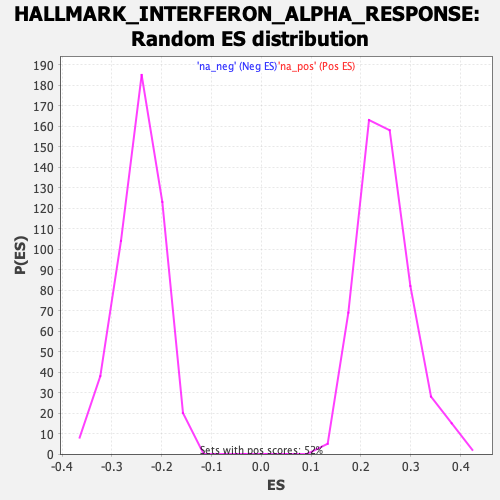 HALLMARK_INTERFERON_ALPHA_RESPONSE:
Random ES distribution
'na_neg' (Neg ES) 'na_pos' (Pos ES)
190
180
170
160
150
140
130
120
110
100
90
80
70
60
50
40
30
20
10
0
P(ES)
Sets with pos scores: 52%
-0.4 -0.3 -0.2 -0.1 0.0 0.1 0.2 0.3 0.4
ES